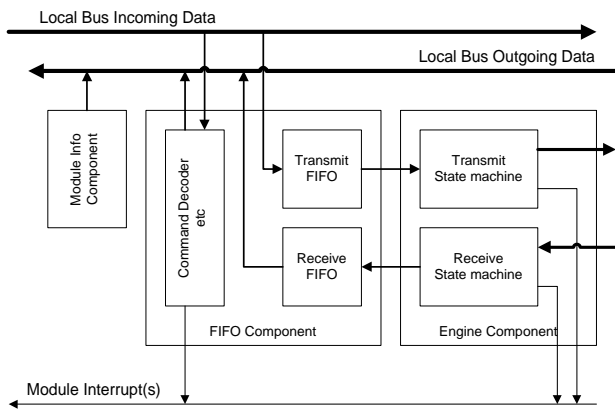 Local Bus Incoming Data
Local Bus Outgoing Data
Module Info
Component
Command Decoder
etc
Transmit
FIFO
Transmit
State machine
Receive
FIFO
Receive
State machine
FIFO Component
Engine Component
Module Interrupt(s)